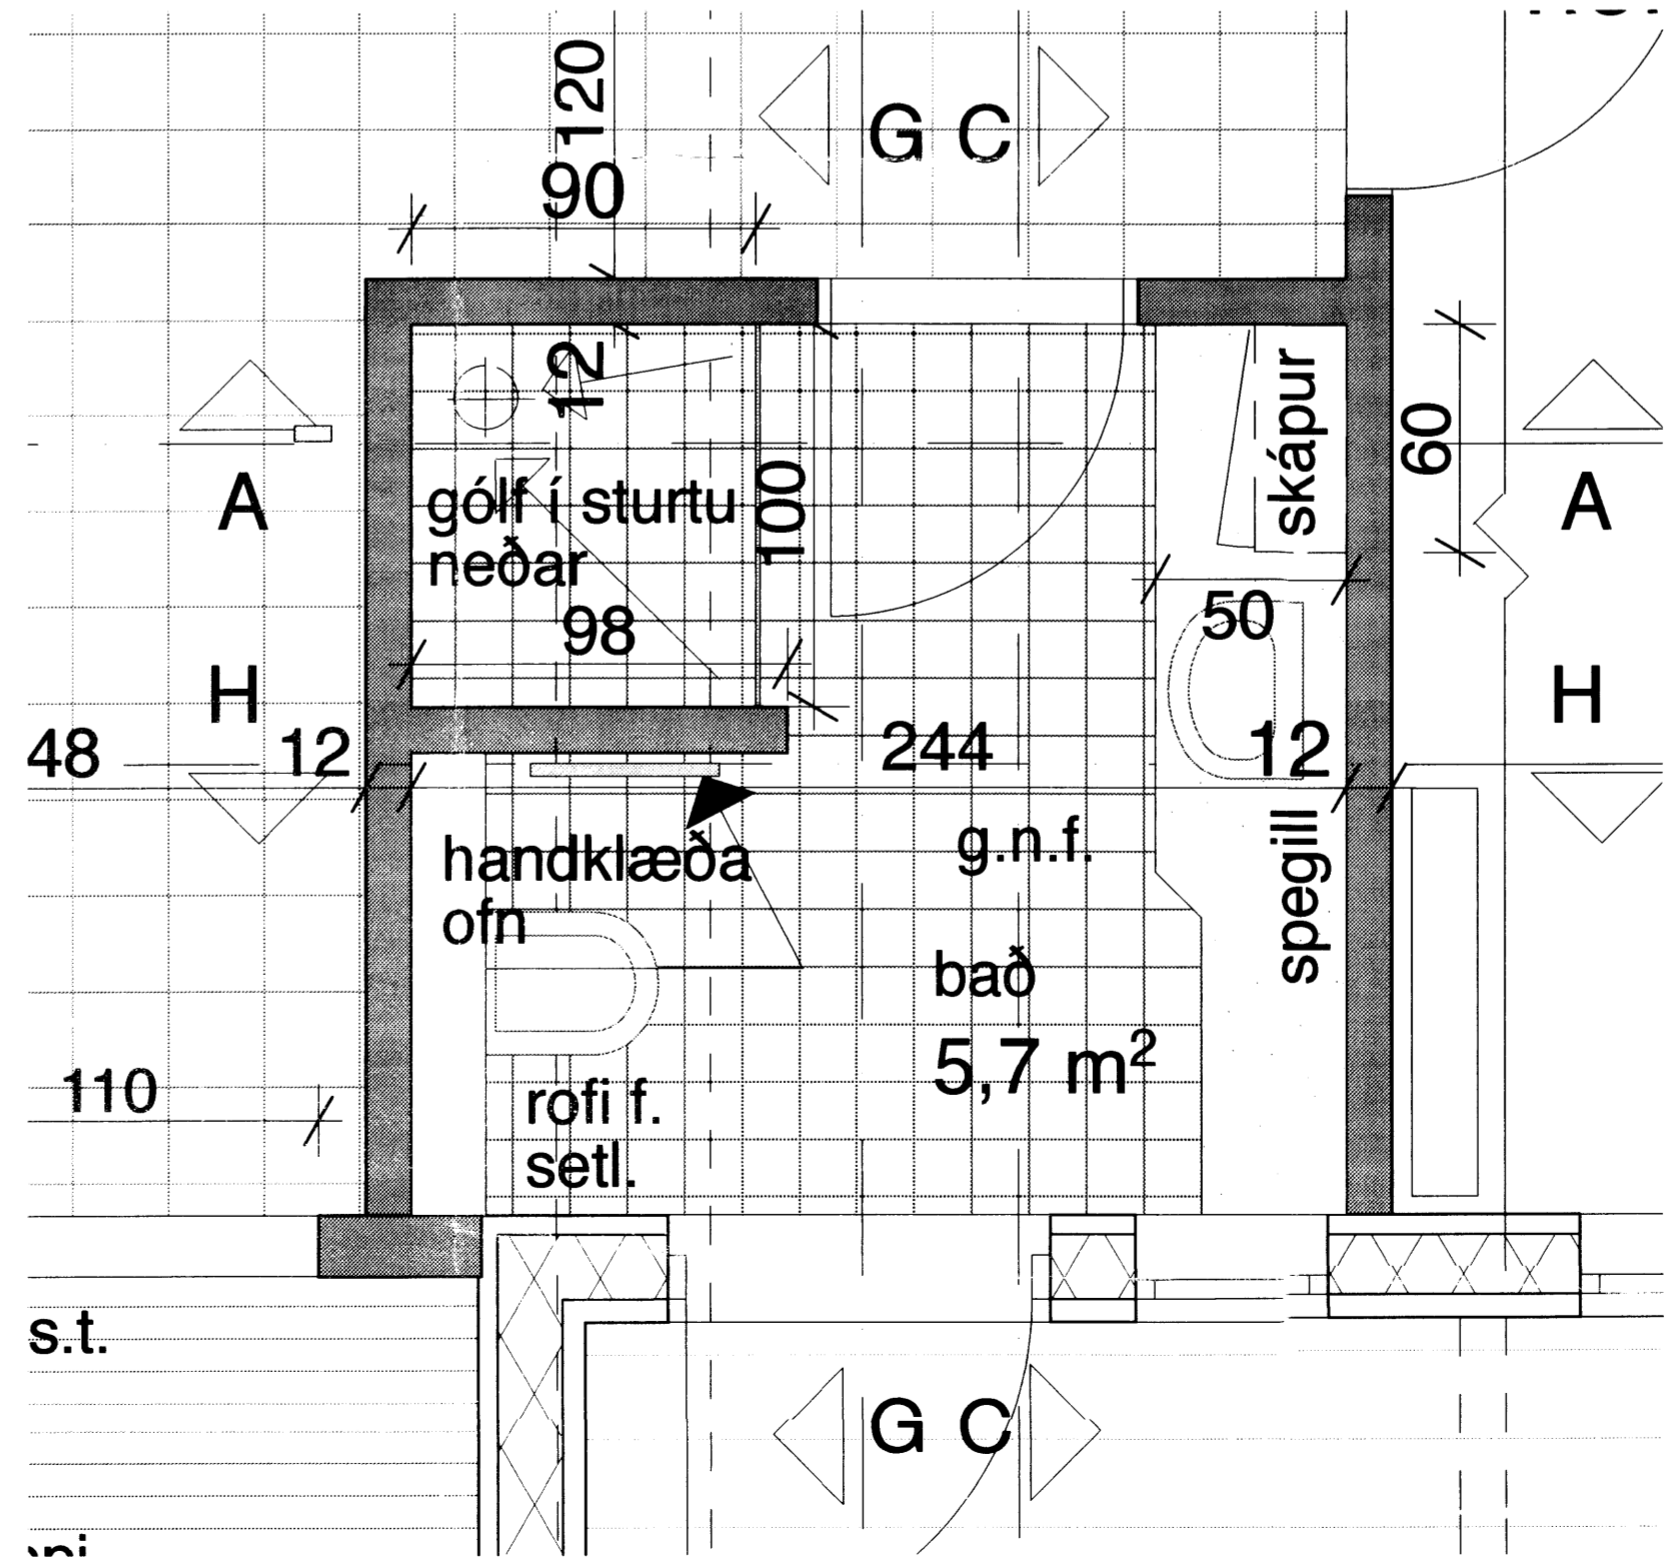 120
G C
90
12
skápur
60
A
gólf í sturtu
neðar
100
A
98
50
H
H
48
12
244
12
handklæða
ofn
g.n.f.
spegill
bað
5,7 m²
110
rofi f.
setl.
s.t.
G C